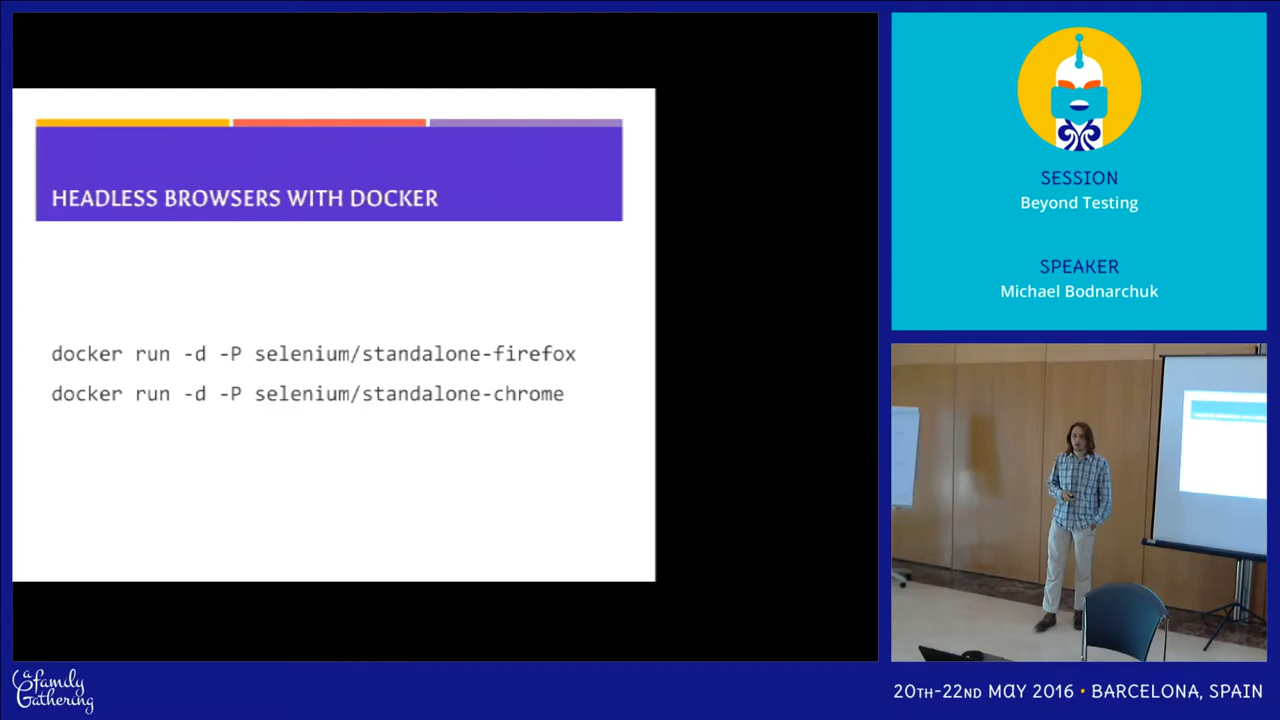 HEADLESS BROWSERS WITH DOCKER
docker run -d -P selenium/standalone-firefox
docker run -d -P selenium/standalone-chrome
SESSION
Beyond Testing
SPEAKER
Michael Bodnarchuk
a family
Gathering
20TH-22ND MAY 2016 • BARCELONA, SPAIN